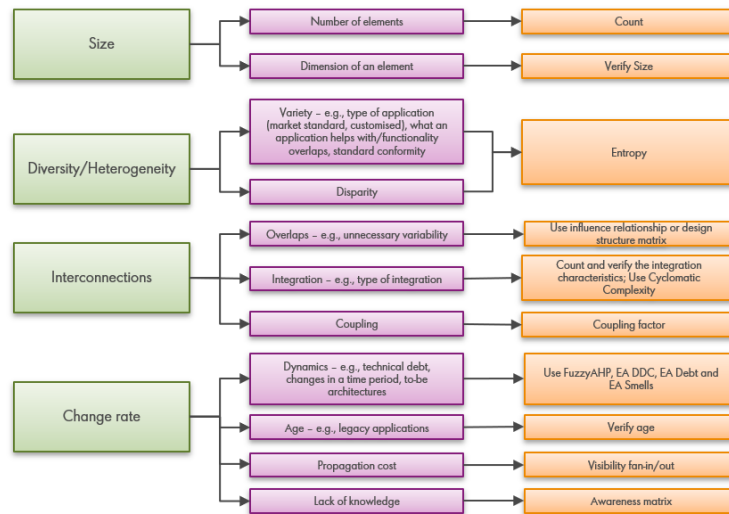 Size
Number of elements
Count
Dimension of an element
Verify Size
Diversity/Heterogeneity
Variety – e.g., type of application
(market standard, customised), what an
application helps with/functionality
overlaps, standard conformity
Disparity
Entropy
Interconnections
Overlaps – e.g., unnecessary variability
Use influence relationship or design
structure matrix
Integration – e.g., type of integration
Count and verify the integration
characteristics; Use Cyclomatic
Complexity
Coupling
Coupling factor
Change rate
Dynamics – e.g., technical debt,
changes in a time period, to-be
architectures
Use FuzzyAHP, EA DDC, EA Debt and
EA Smells
Age – e.g., legacy applications
Verify age
Propagation cost
Visibility fan-in/out
Lack of knowledge
Awareness matrix